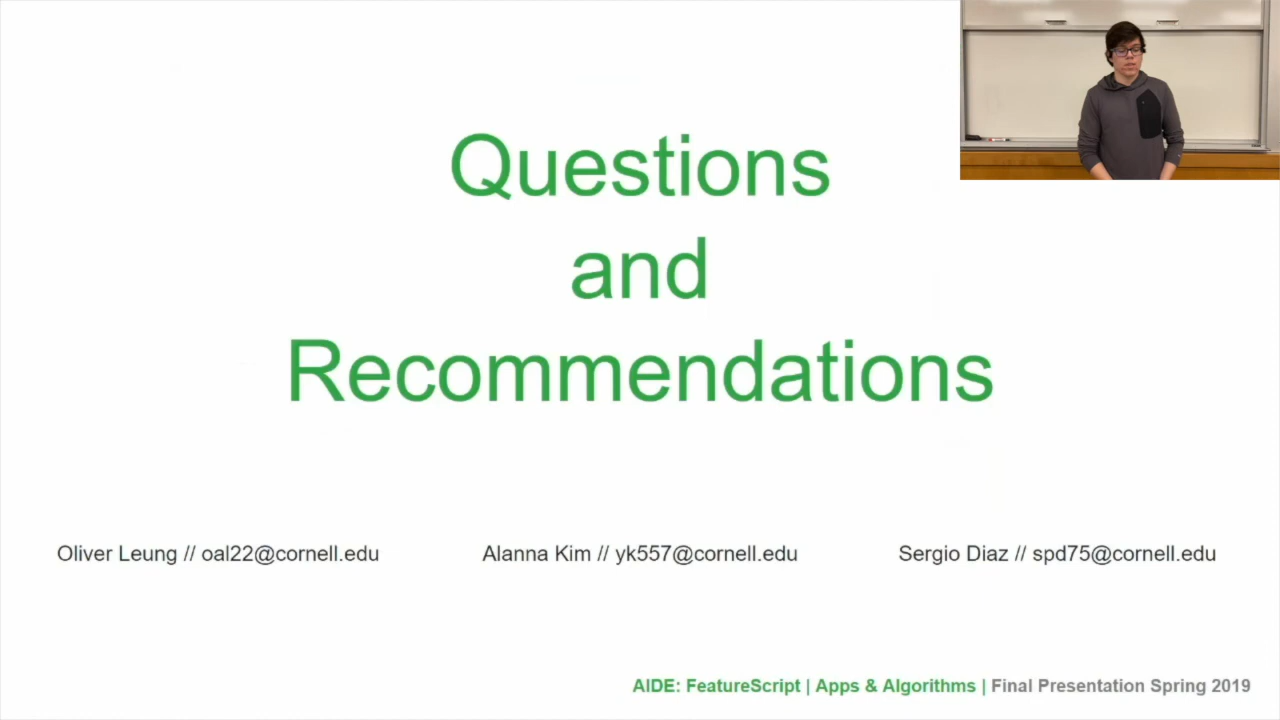 Questions
and
Recommendations
Oliver Leung // oal22@cornell.edu
Alanna Kim // yk557@cornell.edu
Sergio Diaz // spd75@cornell.edu
AIDE: FeatureScript | Apps & Algorithms | Final Presentation Spring 2019